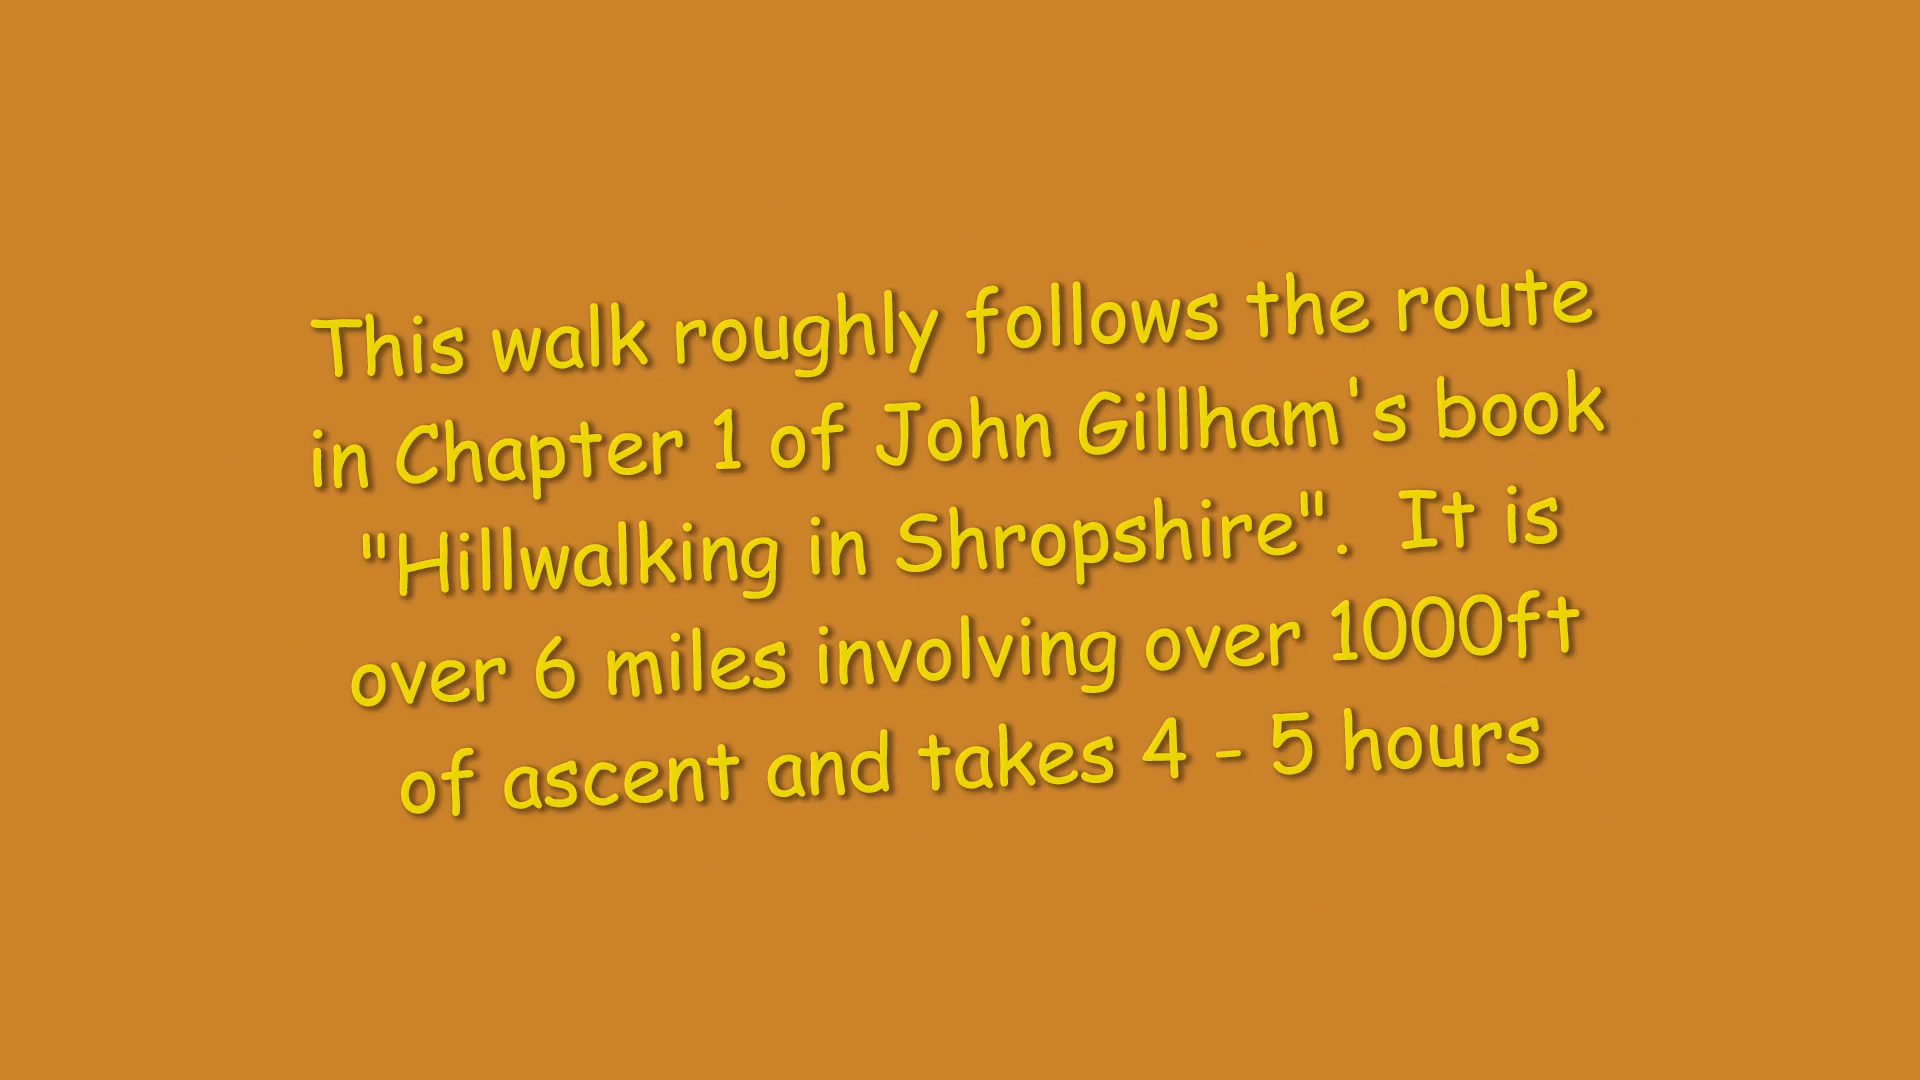 This walk roughly follows the route
in Chapter 1 of John Gillham's book
"Hillwalking in Shropshire".  It is
over 6 miles involving over 1000ft
of ascent and takes 4 - 5 hours